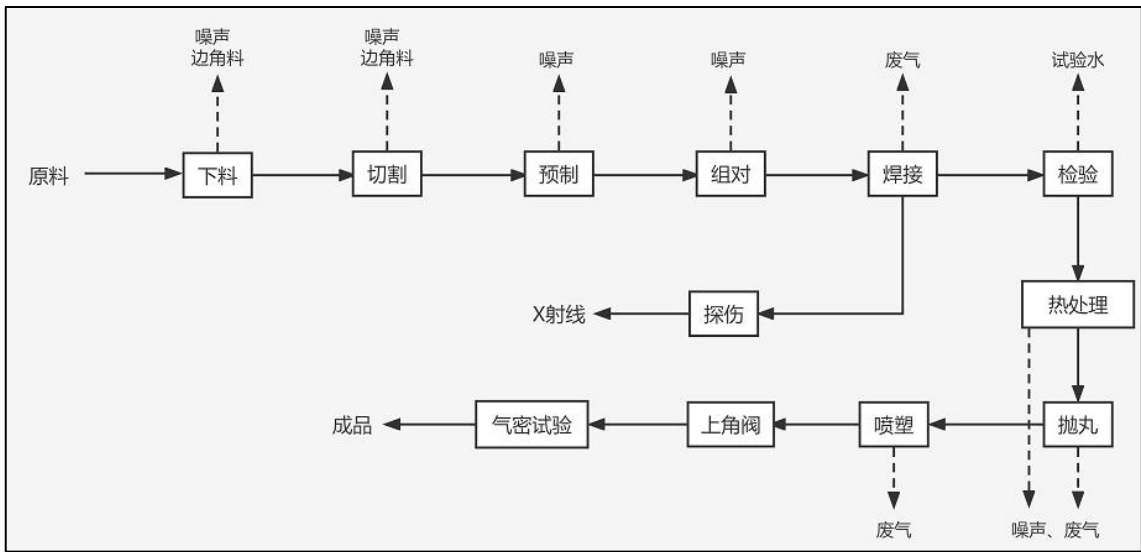 噪声
边角料
噪声
边角料
噪声
噪声
废气
试验水
原料
下料
切割
预制
组对
焊接
检验
X射线
探伤
热处理
成品
气密试验
上角阀
喷塑
抛丸
废气
噪声、废气